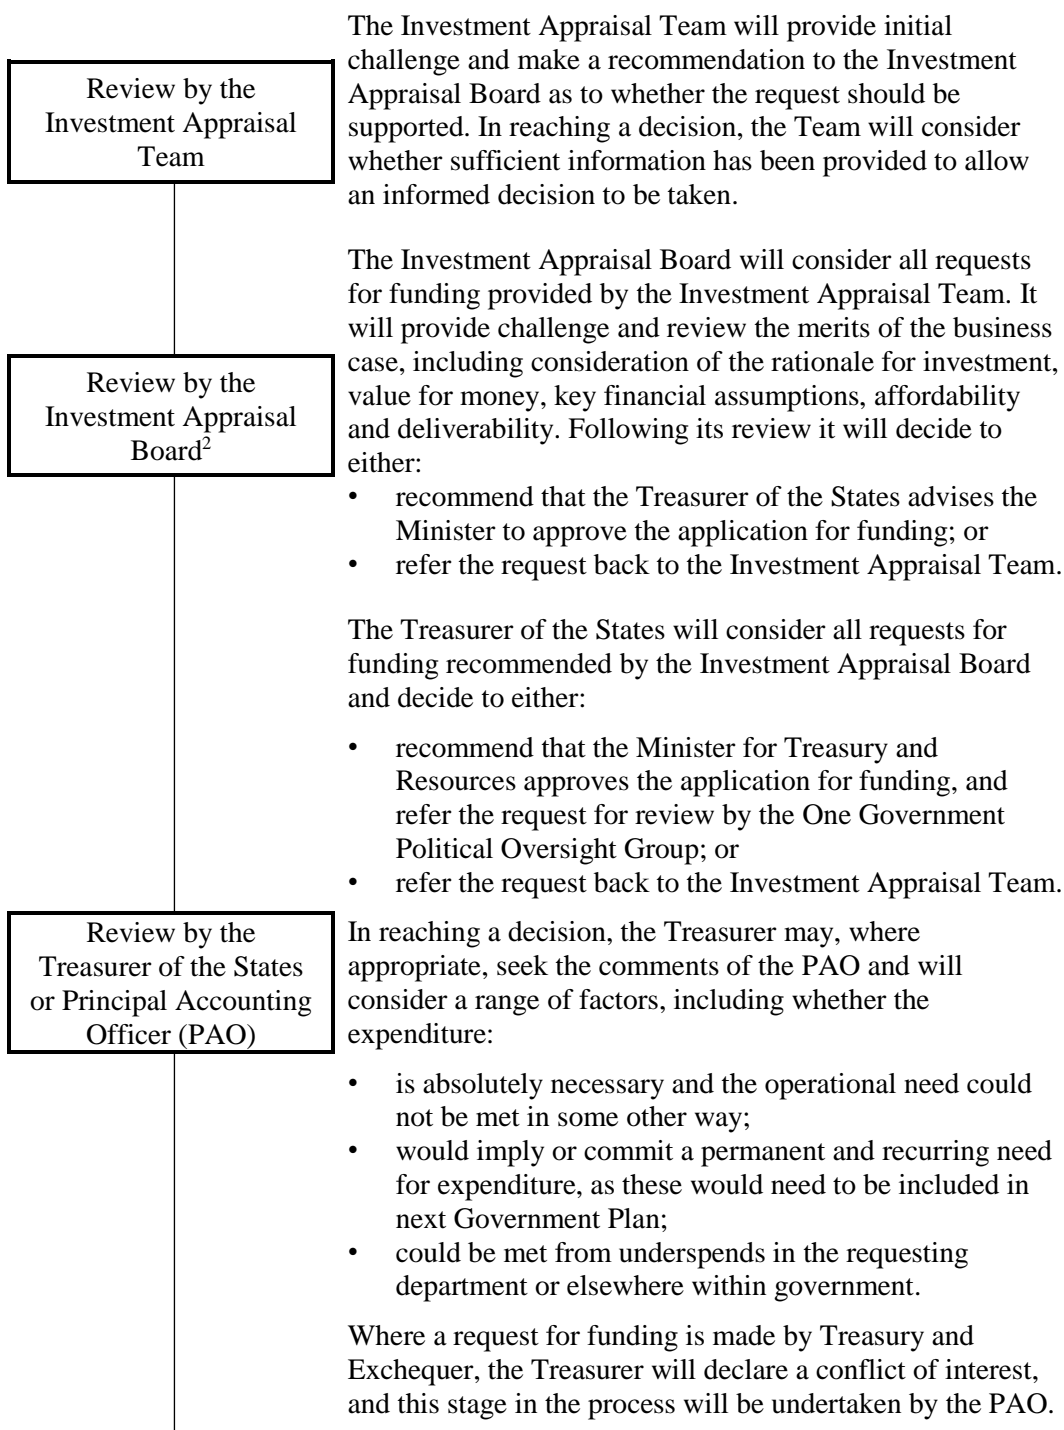 The Investment Appraisal Team will provide initial
challenge and make a recommendation to the Investment
Appraisal Board as to whether the request should be
supported. In reaching a decision, the Team will consider
whether sufficient information has been provided to allow
an informed decision to be taken.
Review by the
Investment Appraisal
Team
The Investment Appraisal Board will consider all requests
for funding provided by the Investment Appraisal Team. It
will provide challenge and review the merits of the business
case, including consideration of the rationale for investment,
value for money, key financial assumptions, affordability
and deliverability. Following its review it will decide to
either:
• recommend that the Treasurer of the States advises the
Minister to approve the application for funding; or
• refer the request back to the Investment Appraisal Team.
Review by the
Investment Appraisal
Board²
The Treasurer of the States will consider all requests for
funding recommended by the Investment Appraisal Board
and decide to either:
• recommend that the Minister for Treasury and
Resources approves the application for funding, and
refer the request for review by the One Government
Political Oversight Group; or
• refer the request back to the Investment Appraisal Team.
Review by the
Treasurer of the States
or Principal Accounting
Officer (PAO)
In reaching a decision, the Treasurer may, where
appropriate, seek the comments of the PAO and will
consider a range of factors, including whether the
expenditure:
• is absolutely necessary and the operational need could
not be met in some other way;
• would imply or commit a permanent and recurring need
for expenditure, as these would need to be included in
next Government Plan;
• could be met from underspends in the requesting
department or elsewhere within government.
Where a request for funding is made by Treasury and
Exchequer, the Treasurer will declare a conflict of interest,
and this stage in the process will be undertaken by the PAO.